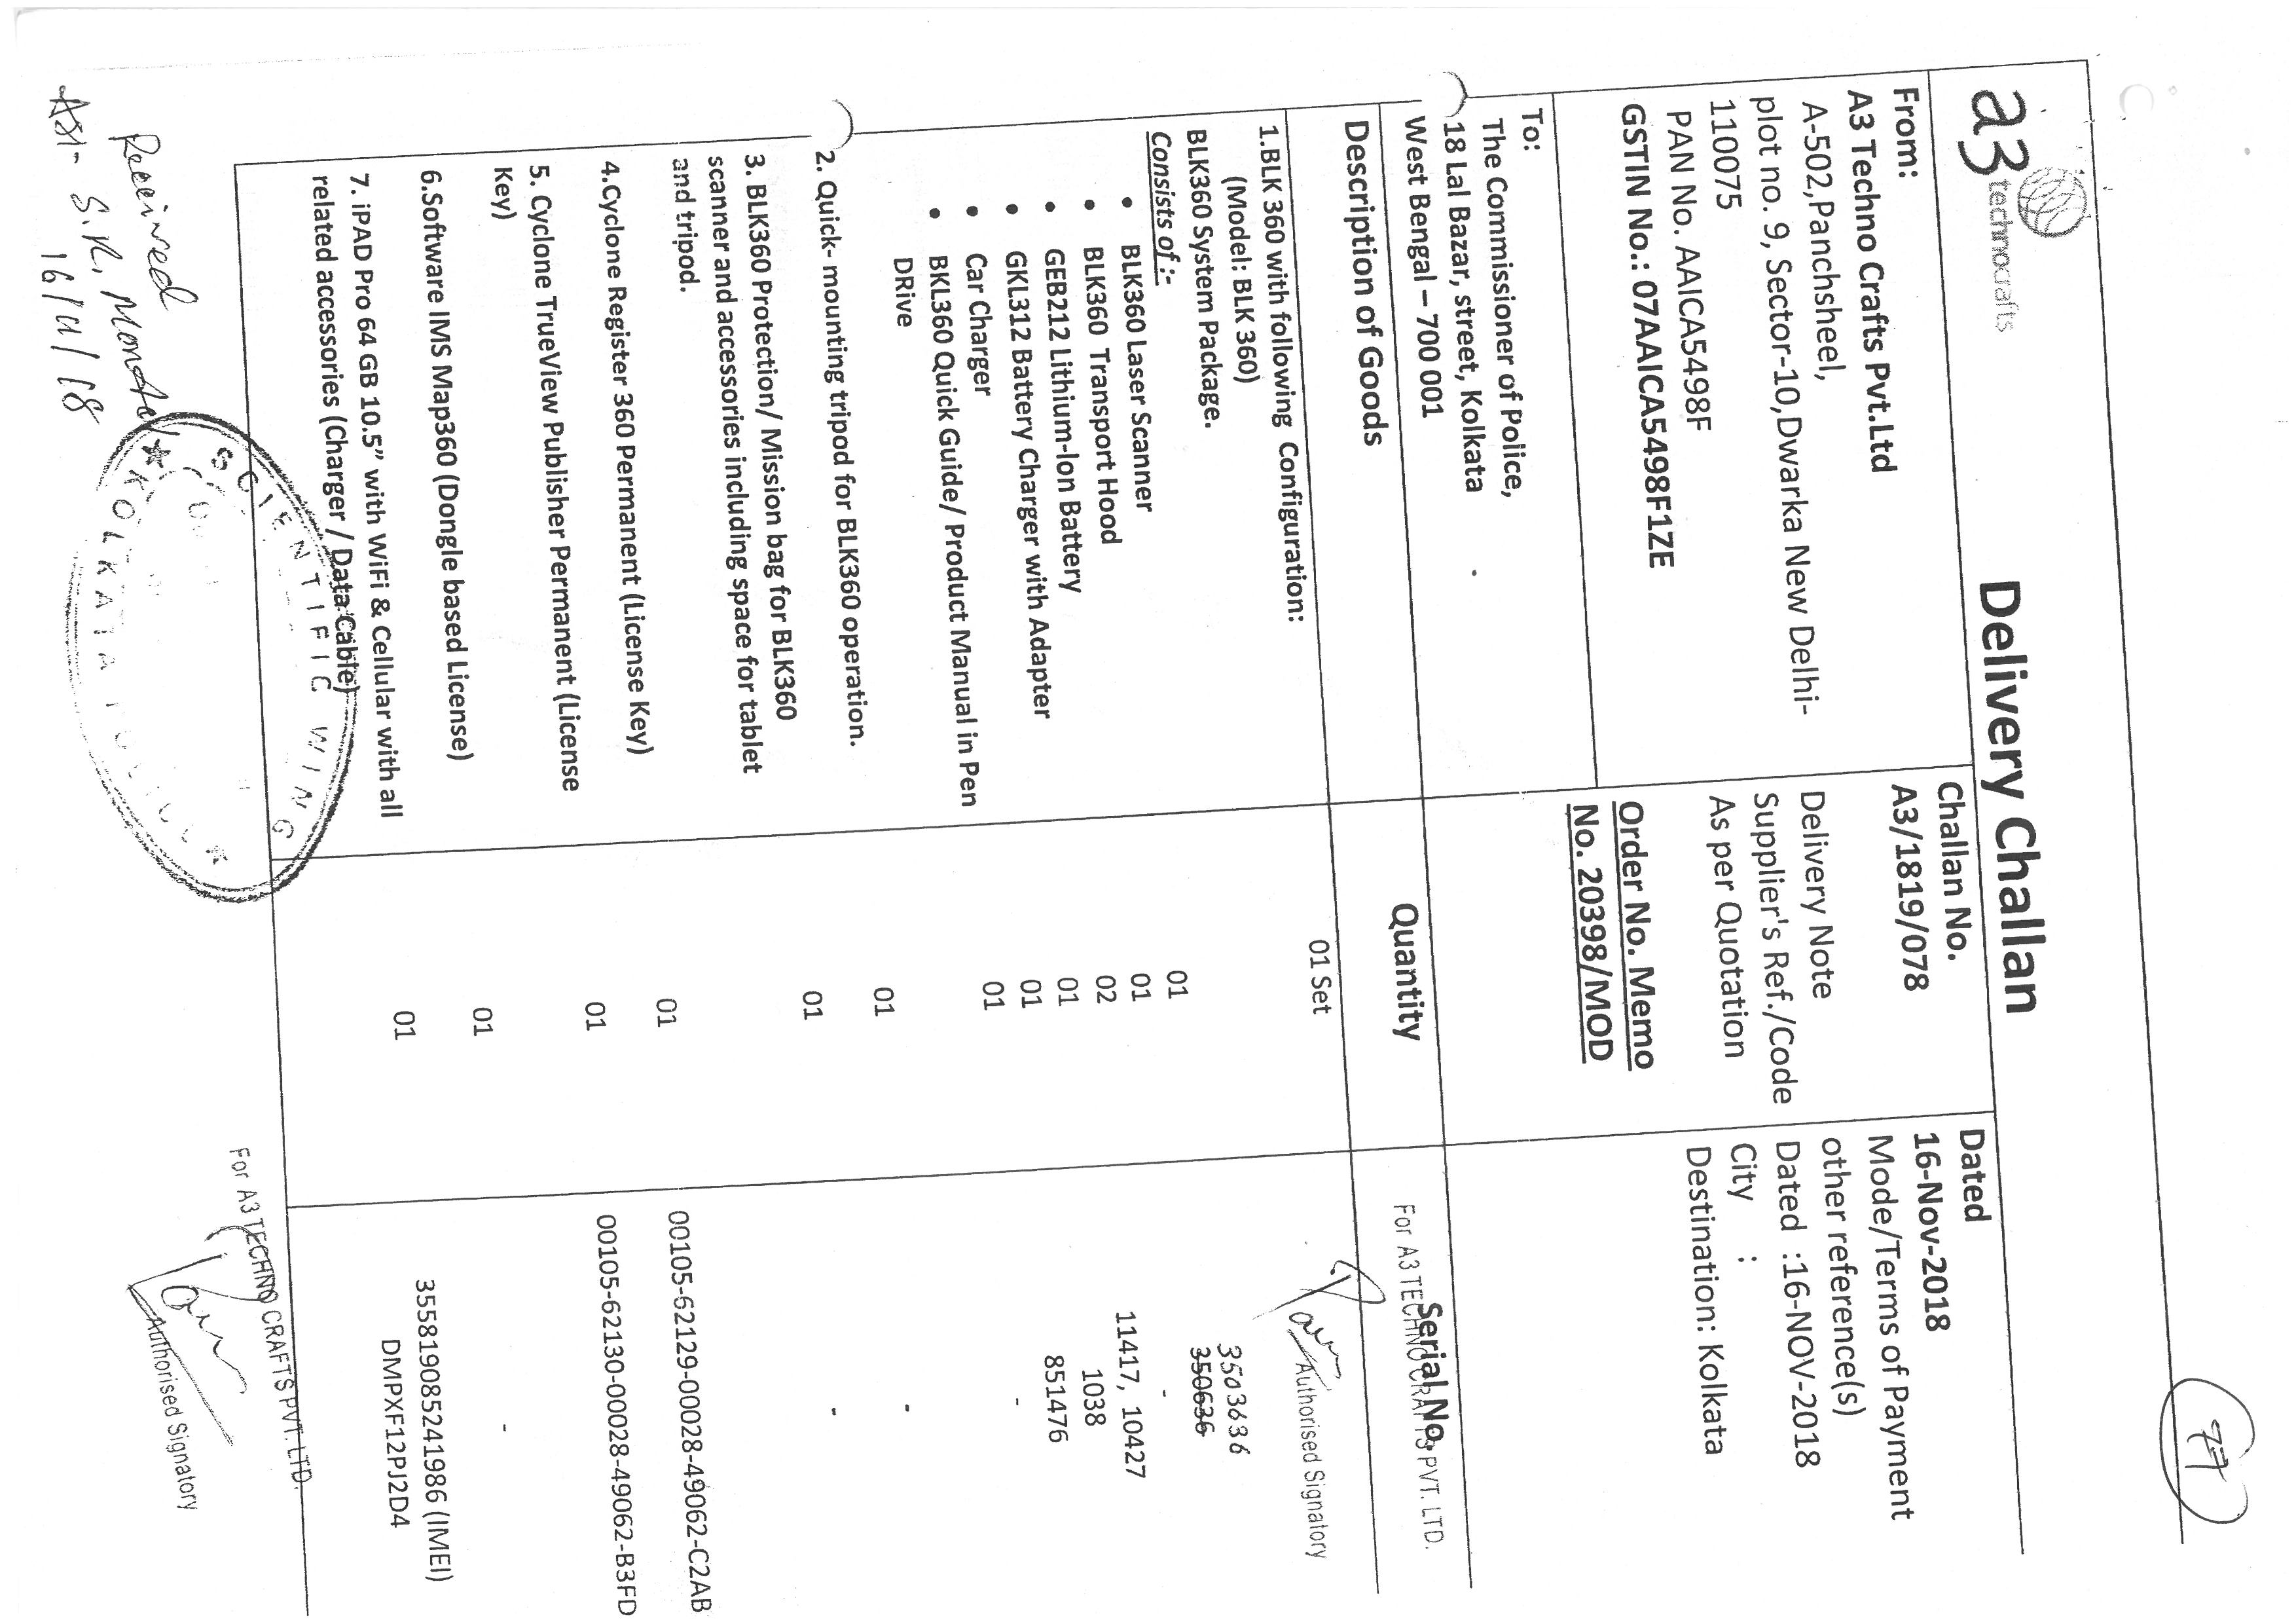 77
a3 technocrafts
Delivery Challan
From:
A3 Techno Crafts Pvt.Ltd
A-502,Panchsheel,
plot no. 9, Sector-10,Dwarka New Delhi-
110075
PAN No. AAICA5498F
GSTIN No.: 07AAICA5498F1ZE
Challan No.
A3/1819/078
Delivery Note
Supplier's Ref./Code
As per Quotation
Order No. Memo
No. 20398/MOD
Dated
16-Nov-2018
Mode/Terms of Payment
other reference(s)
Dated :16-NOV-2018
City :
Destination: Kolkata
To:
The Commissioner of Police,
18 Lal Bazar, street, Kolkata
West Bengal – 700 001
Description of Goods
Quantity
Serial No.
For A3 TECHNO CRAFTS PVT. LTD.
Authorised Signatory
1.BLK 360 with following Configuration:
01 Set
(Model: BLK 360)
BLK360 System Package.
3503636
Consists of :-
350636
• BLK360 Laser Scanner
01
-
• BLK360 Transport Hood
01
11417, 10427
• GEB212 Lithium-Ion Battery
02
1038
• GKL312 Battery Charger with Adapter
01
851476
• Car Charger
01
-
• BKL360 Quick Guide/ Product Manual in Pen
DRive
01
2. Quick- mounting tripod for BLK360 operation.
01
-
3. BLK360 Protection/ Mission bag for BLK360
scanner and accessories including space for tablet
and tripod.
01
-
4.Cyclone Register 360 Permanent (License Key)
01
00105-62129-00028-49062-C2AB
5. Cyclone TrueView Publisher Permanent (License
Key)
01
00105-62130-00028-49062-B3FD
6.Software IMS Map360 (Dongle based License)
01
-
7. iPAD Pro 64 GB 10.5” with WiFi & Cellular with all
related accessories (Charger / Data Cable)
01
355819085241986 (IMEI)
DMPXF12PJ2D4
For A3 TECHNO CRAFTS PVT. LTD.
Authorised Signatory
SCIENTIFIC WING
KOLKATA POLICE
Received
ASI- S.R. Mondal
16/11/18